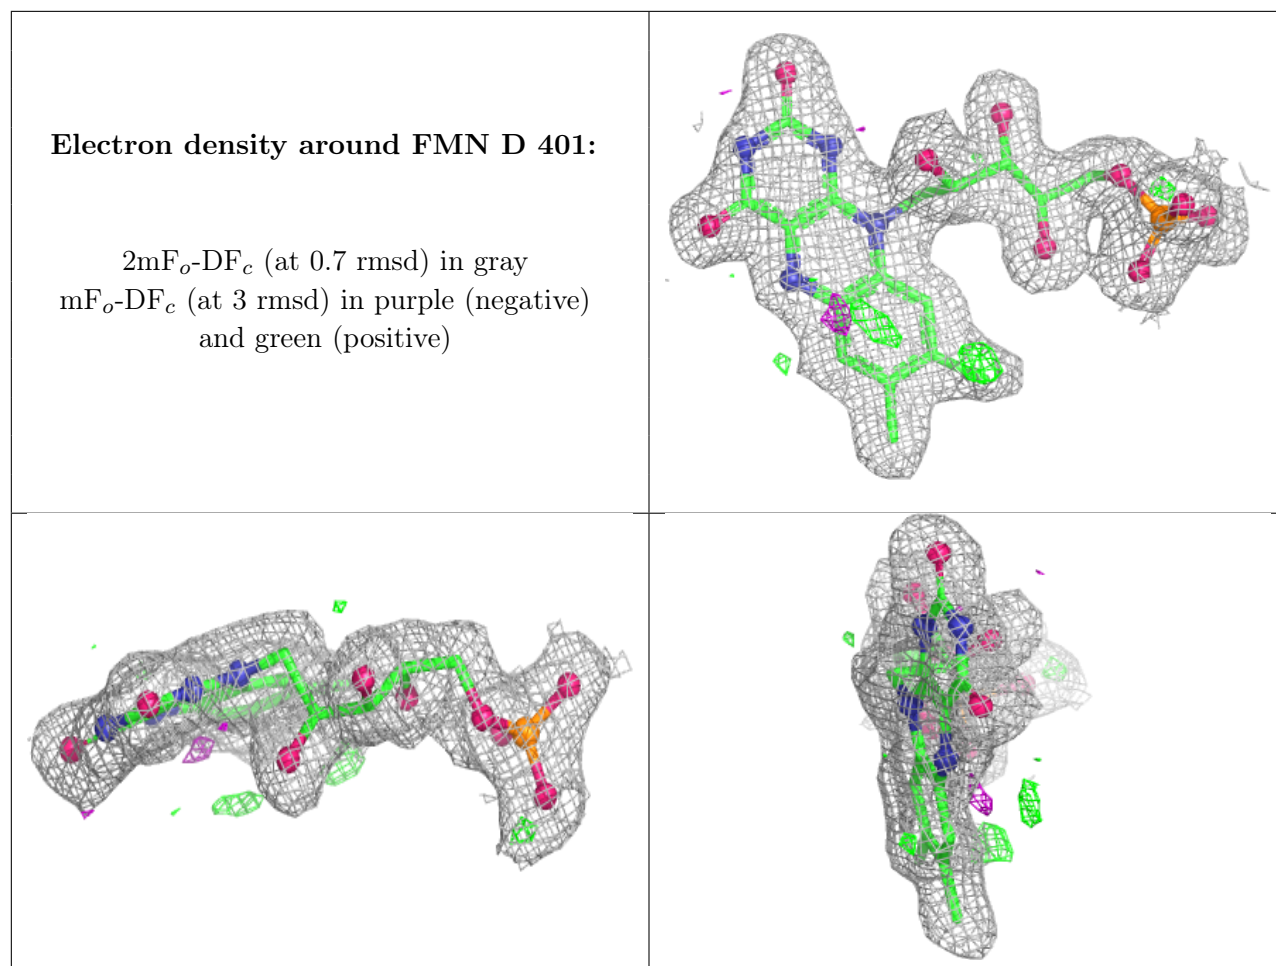 Electron density around FMN D 401:
2mFo-DFc (at 0.7 rmsd) in gray
mFo-DFc (at 3 rmsd) in purple (negative)
and green (positive)